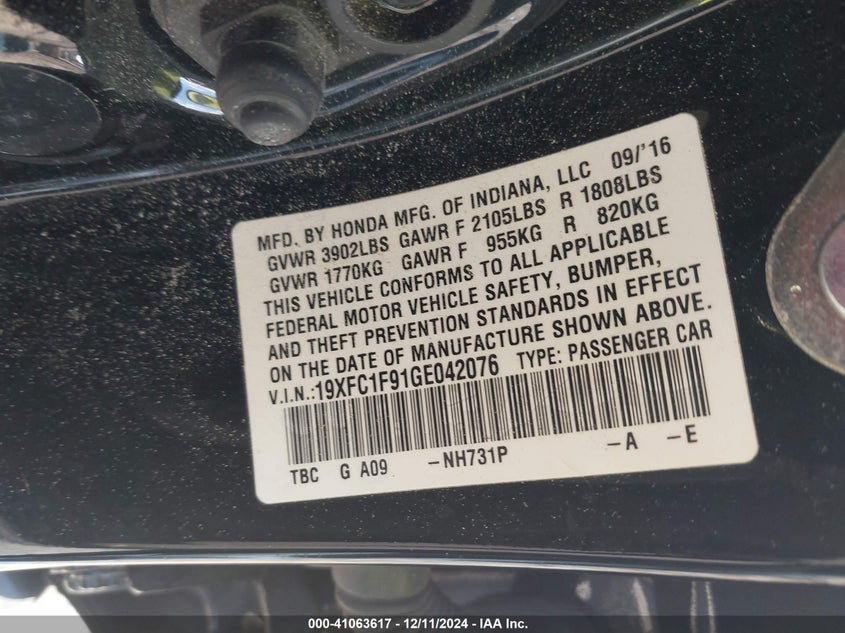 MFD. BY HONDA MFG. OF INDIANA, LLC 09/'16
GVWR 3902LBS GAWR F 2105LBS R 1808LBS
GVWR 1770KG GAWR F 955KG R 820KG
THIS VEHICLE CONFORMS TO ALL APPLICABLE
FEDERAL MOTOR VEHICLE SAFETY, BUMPER,
AND THEFT PREVENTION STANDARDS IN EFFECT
ON THE DATE OF MANUFACTURE SHOWN ABOVE.
V.I.N.:19XFC1F91GE042076 TYPE: PASSENGER CAR
TBC G A09 -NH731P -A -E
000-41063617 - 12/11/2024 - IAA Inc.